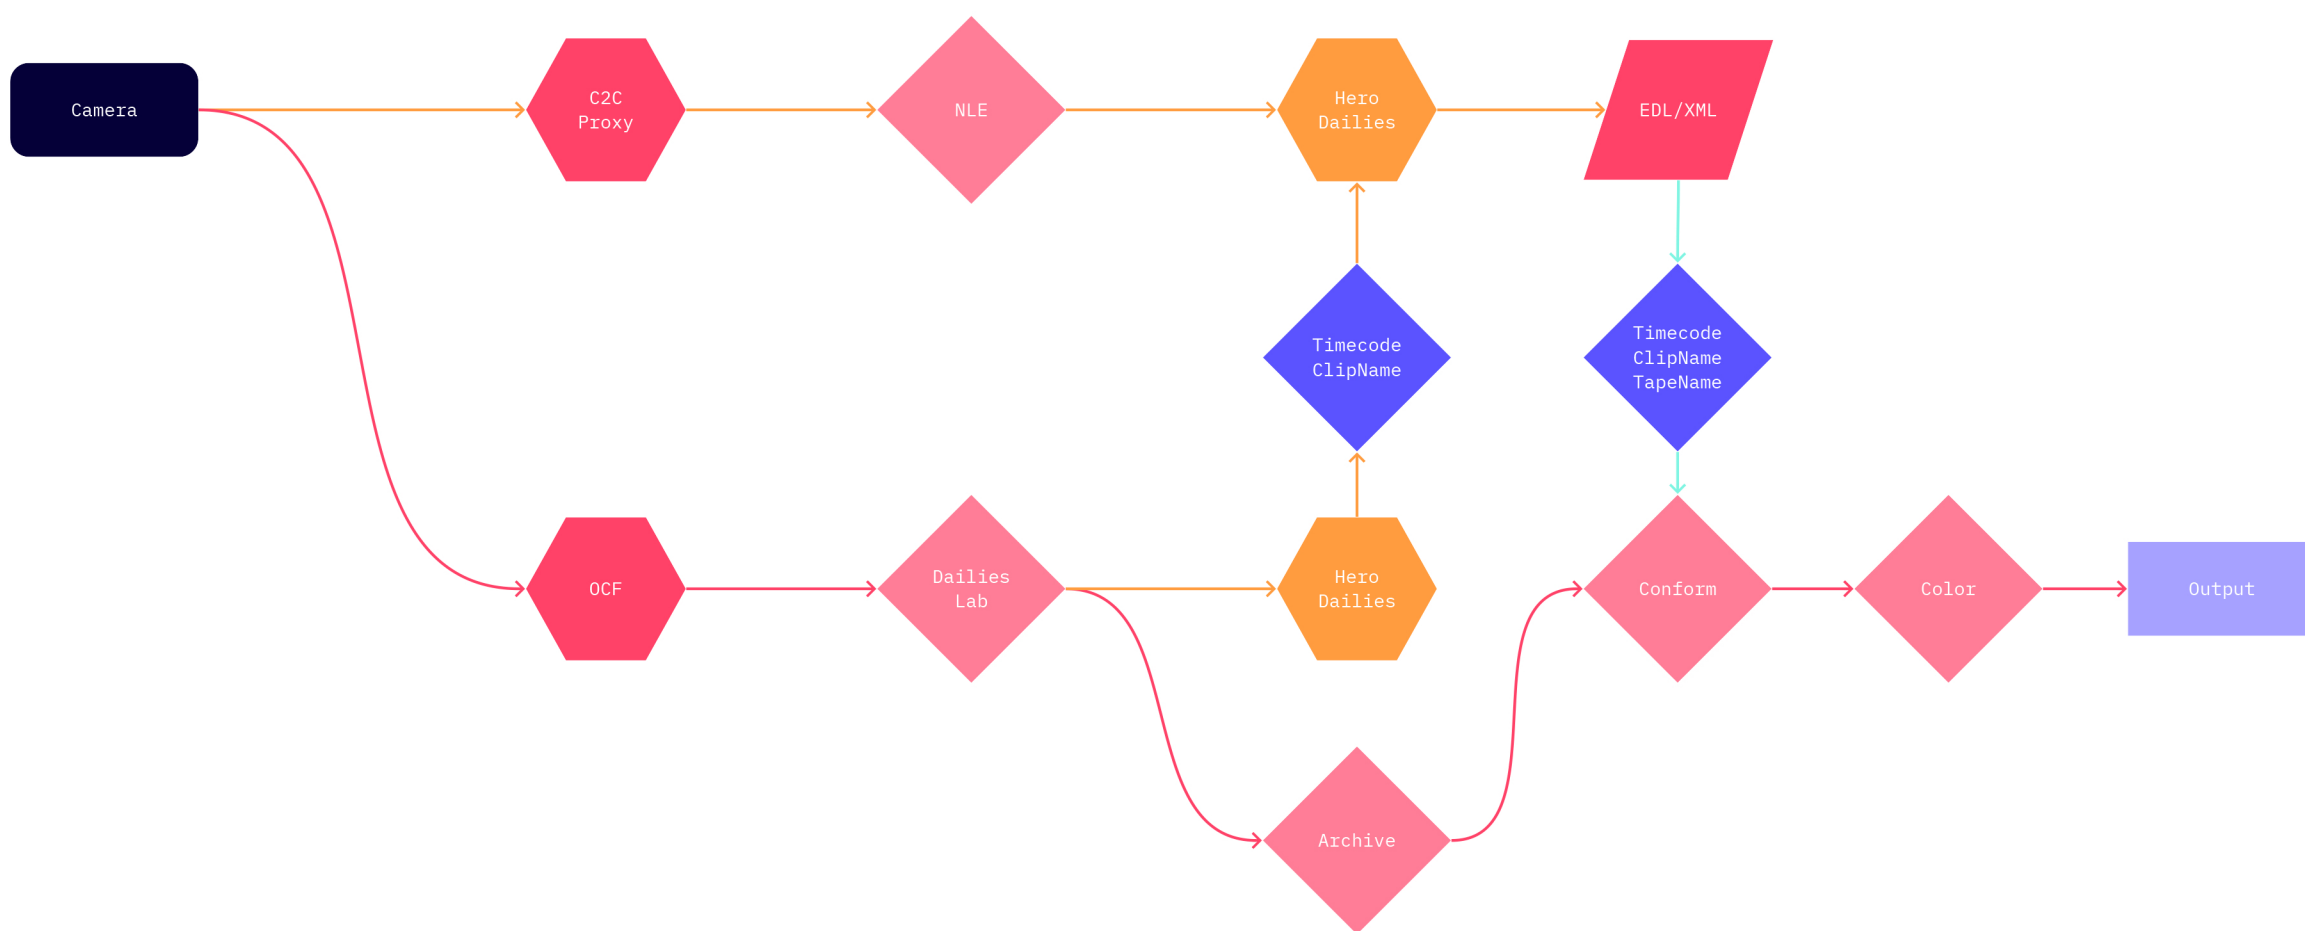 Camera
C2C
Proxy
NLE
Hero
Dailies
EDL/XML
Timecode
ClipName
Timecode
ClipName
TapeName
OCF
Dailies
Lab
Hero
Dailies
Conform
Color
Output
Archive